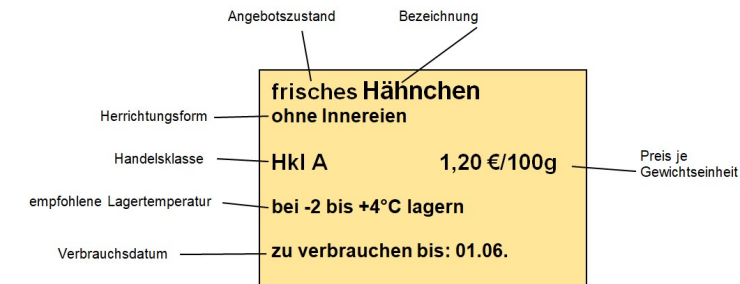 Angebotszustand Bezeichnung
frisches Hähnchen
Herrichtungsform ohne Innereien
Handelsklasse Hkl A 1,20 €/100g Preis je
Gewichtseinheit
empfohlene Lagertemperatur bei -2 bis +4°C lagern
Verbrauchsdatum zu verbrauchen bis: 01.06.